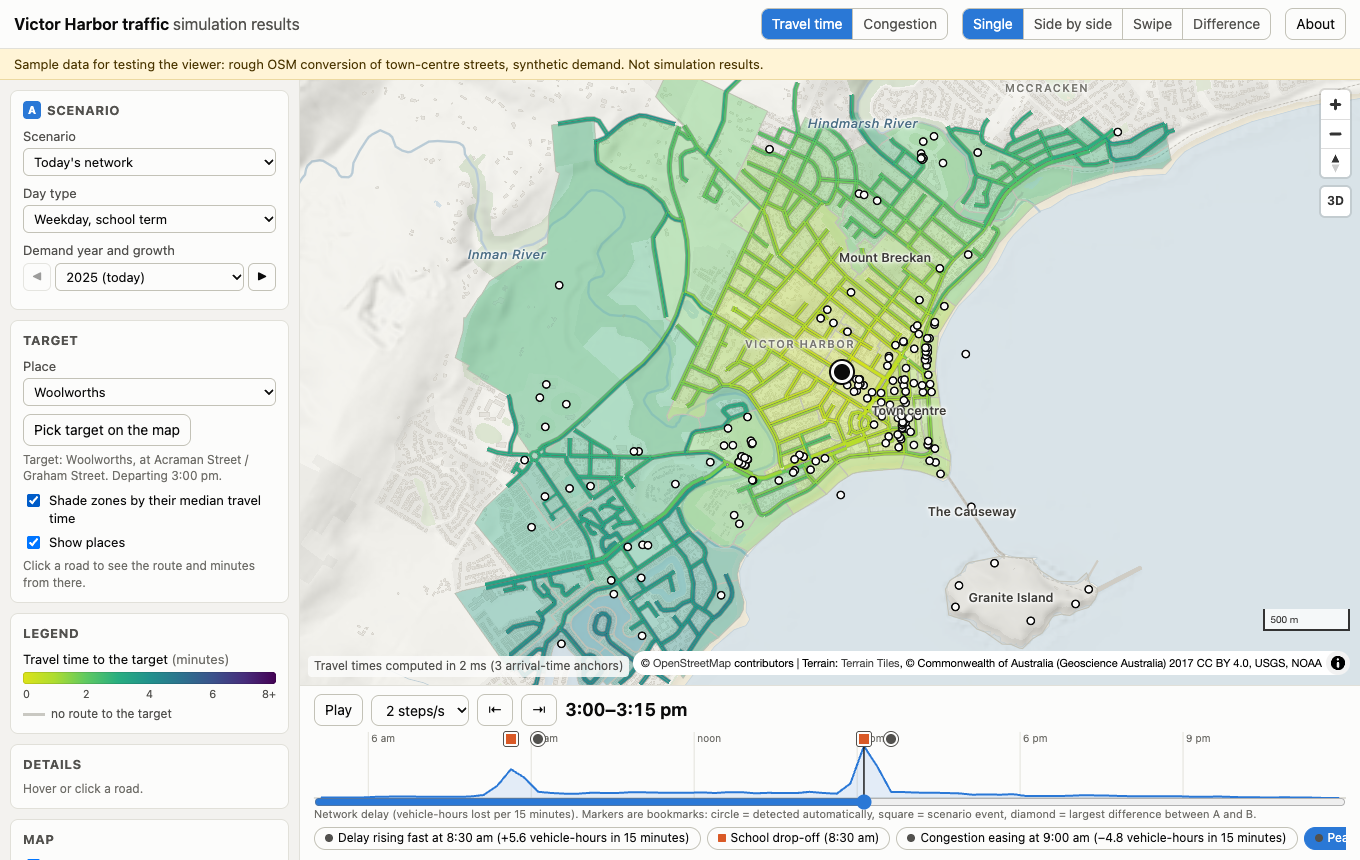 Victor Harbor traffic simulation results
Travel time
Congestion
Single
Side by side
Swipe
Difference
About
Sample data for testing the viewer: rough OSM conversion of town-centre streets, synthetic demand. Not simulation results.
A SCENARIO
Scenario
Today's network
Day type
Weekday, school term
Demand year and growth
2025 (today)
TARGET
Place
Woolworths
Pick target on the map
Target: Woolworths, at Acraman Street /
Graham Street. Departing 3:00 pm.
Shade zones by their median travel
time
Show places
Click a road to see the route and minutes
from there.
LEGEND
Travel time to the target (minutes)
0 2 4 6 8+
no route to the target
DETAILS
Hover or click a road.
MAP
MCCRACKEN
Hindmarsh River
Inman River
Mount Breckan
VICTOR HARBOR
Town centre
The Causeway
Granite Island
3D
500 m
Travel times computed in 2 ms (3 arrival-time anchors)
© OpenStreetMap contributors | Terrain: Terrain Tiles, © Commonwealth of Australia (Geoscience Australia) 2017 CC BY 4.0, USGS, NOAA
Play
2 steps/s
3:00–3:15 pm
6 am
am
noon
pm
6 pm
9 pm
Network delay (vehicle-hours lost per 15 minutes). Markers are bookmarks: circle = detected automatically, square = scenario event, diamond = largest difference between A and B.
Delay rising fast at 8:30 am (+5.6 vehicle-hours in 15 minutes)
School drop-off (8:30 am)
Congestion easing at 9:00 am (−4.8 vehicle-hours in 15 minutes)
Pea